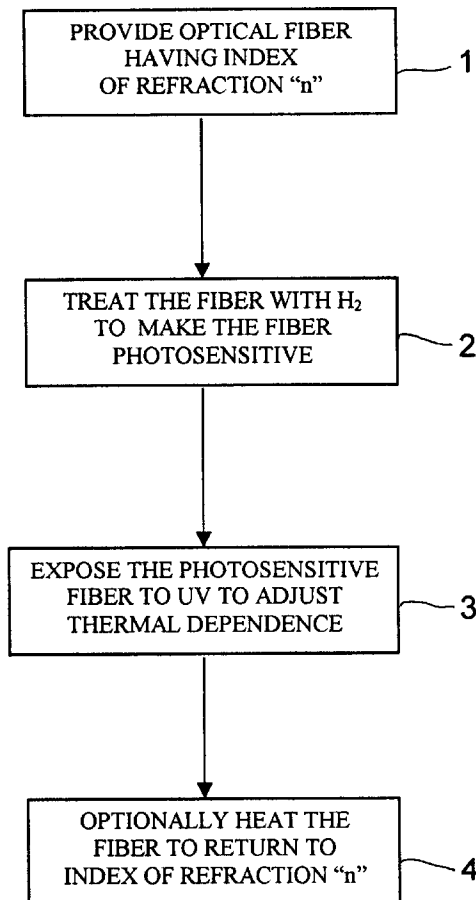 PROVIDE OPTICAL FIBER
HAVING INDEX
OF REFRACTION "n"
1
TREAT THE FIBER WITH H₂
TO MAKE THE FIBER
PHOTOSENSITIVE
2
EXPOSE THE PHOTOSENSITIVE
FIBER TO UV TO ADJUST
THERMAL DEPENDENCE
3
OPTIONALLY HEAT THE
FIBER TO RETURN TO
INDEX OF REFRACTION "n"
4